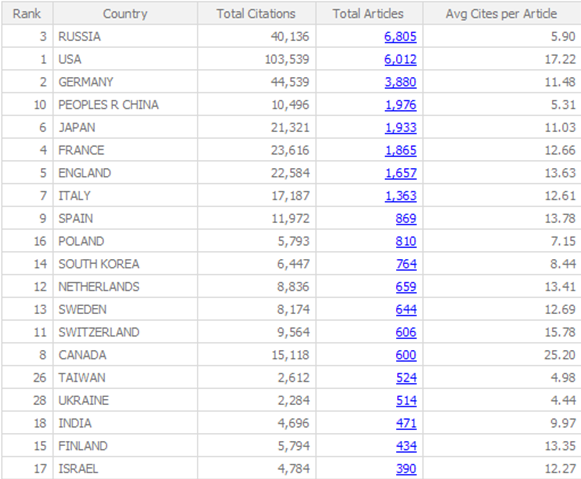 Rank Country Total Citations Total Articles Avg Cites per Article
3 RUSSIA 40,136 6,805 5.90
1 USA 103,539 6,012 17.22
2 GERMANY 44,539 3,880 11.48
10 PEOPLES R CHINA 10,496 1,976 5.31
6 JAPAN 21,321 1,933 11.03
4 FRANCE 23,616 1,865 12.66
5 ENGLAND 22,584 1,657 13.63
7 ITALY 17,187 1,363 12.61
9 SPAIN 11,972 869 13.78
16 POLAND 5,793 810 7.15
14 SOUTH KOREA 6,447 764 8.44
12 NETHERLANDS 8,836 659 13.41
13 SWEDEN 8,174 644 12.69
11 SWITZERLAND 9,564 606 15.78
8 CANADA 15,118 600 25.20
26 TAIWAN 2,612 524 4.98
28 UKRAINE 2,284 514 4.44
18 INDIA 4,696 471 9.97
15 FINLAND 5,794 434 13.35
17 ISRAEL 4,784 390 12.27